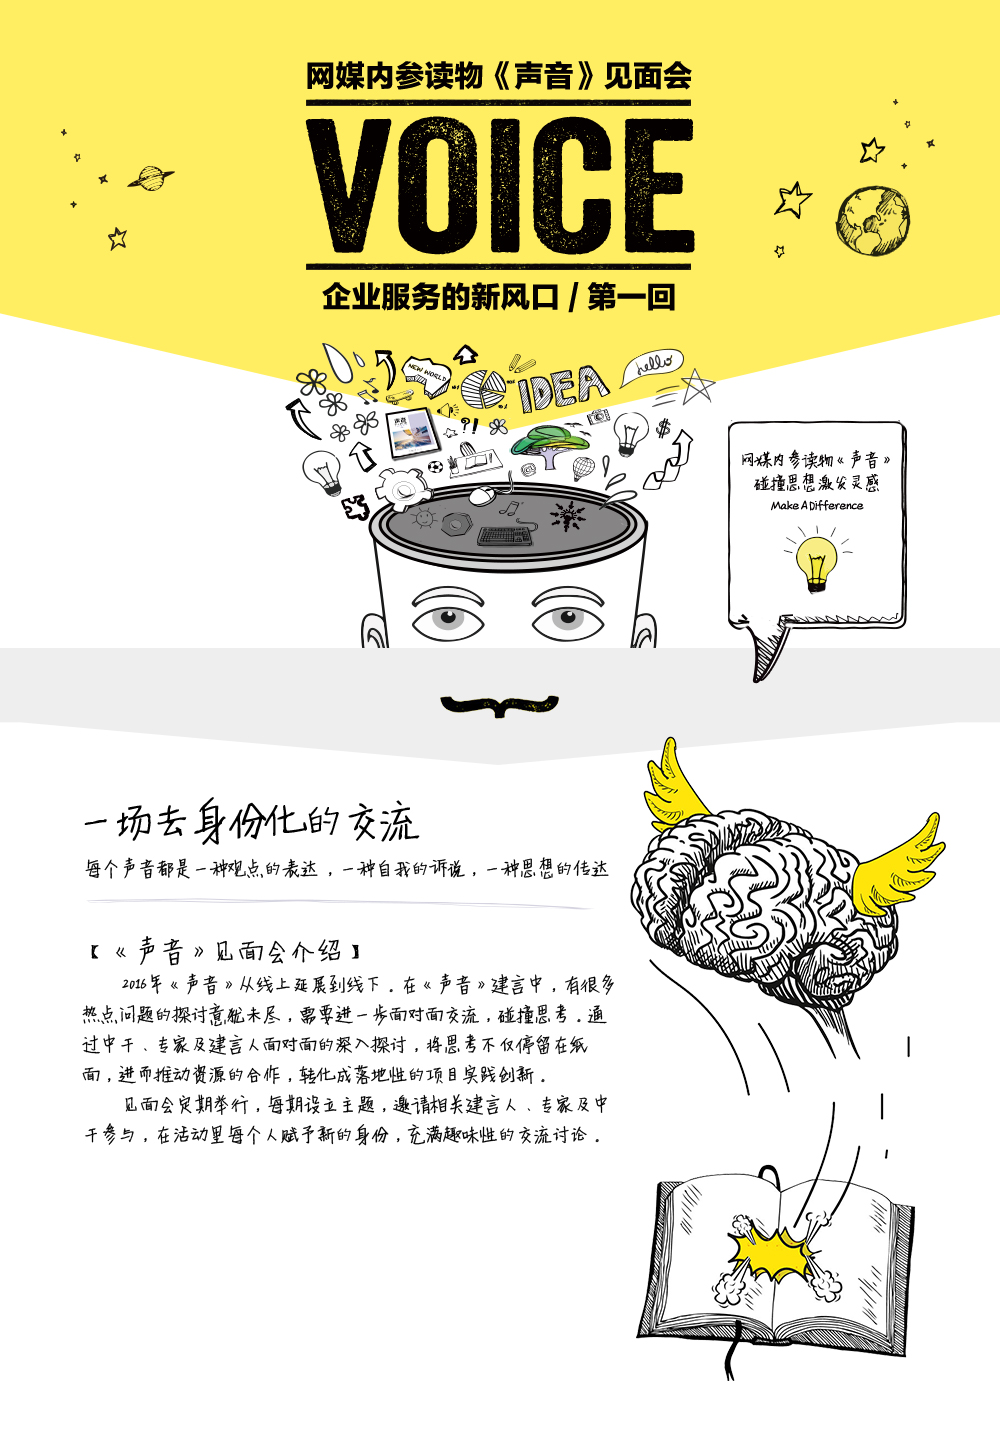 网媒内参读物《声音》见面会
VOICE
企业服务的新风口 / 第一回
NEW WORLD
IDEA
hello
声音
?!
$
网媒内参读物《声音》
碰撞思想激发灵感
Make A Difference
一场去身份化的交流
每个声音都是一种观点的表达，一种自我的诉说，一种思想的传达
【《声音》见面会介绍】
2016年《声音》从线上延展到线下。在《声音》建言中，有很多
热点问题的探讨意犹未尽，需要进一步面对面交流，碰撞思考。通
过中干、专家及建言人面对面的深入探讨，将思考不仅停留在纸
面，进而推动资源的合作，转化成落地性的项目实践创新。
见面会定期举行，每期设立主题，邀请相关建言人、专家及中
干参与，在活动里每个人赋予新的身份，充满趣味性的交流讨论。